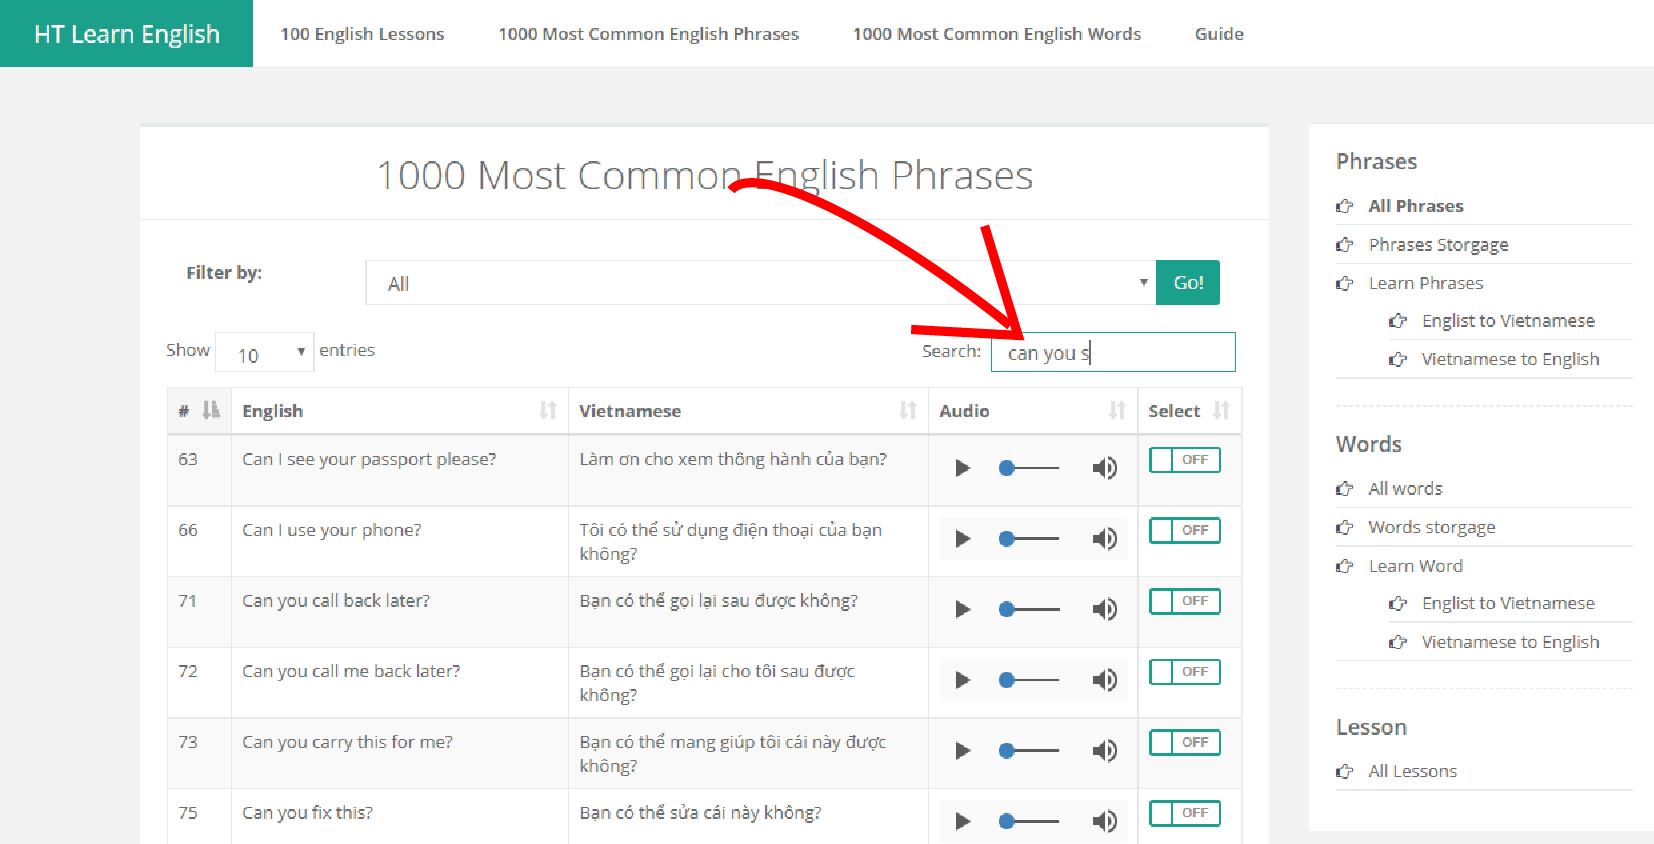 HT Learn English
100 English Lessons
1000 Most Common English Phrases
1000 Most Common English Words
Guide
1000 Most Common English Phrases
Filter by:
All
Go!
Show 10 entries
Search: can you s
# English Vietnamese Audio Select
63 Can I see your passport please? Làm ơn cho xem thông hành của bạn? OFF
66 Can I use your phone? Tôi có thể sử dụng điện thoại của bạn
không?
OFF
71 Can you call back later? Bạn có thể gọi lại sau được không? OFF
72 Can you call me back later? Bạn có thể gọi lại cho tôi sau được
không?
OFF
73 Can you carry this for me? Bạn có thể mang giúp tôi cái này được
không?
OFF
75 Can you fix this? Bạn có thể sửa cái này không? OFF
Phrases
All Phrases
Phrases Storgage
Learn Phrases
Englist to Vietnamese
Vietnamese to English
Words
All words
Words storgage
Learn Word
Englist to Vietnamese
Vietnamese to English
Lesson
All Lessons